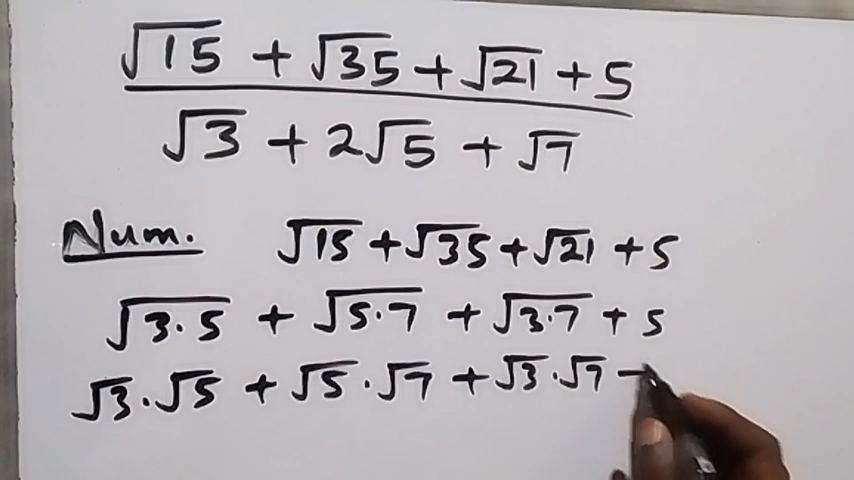 √15 + √35 + √21 + 5
√3 + 2√5 + √7
Num. √15 + √35 + √21 + 5
√3·5 + √5·7 + √3·7 + 5
√3·√5 + √5·√7 + √3·√7 +